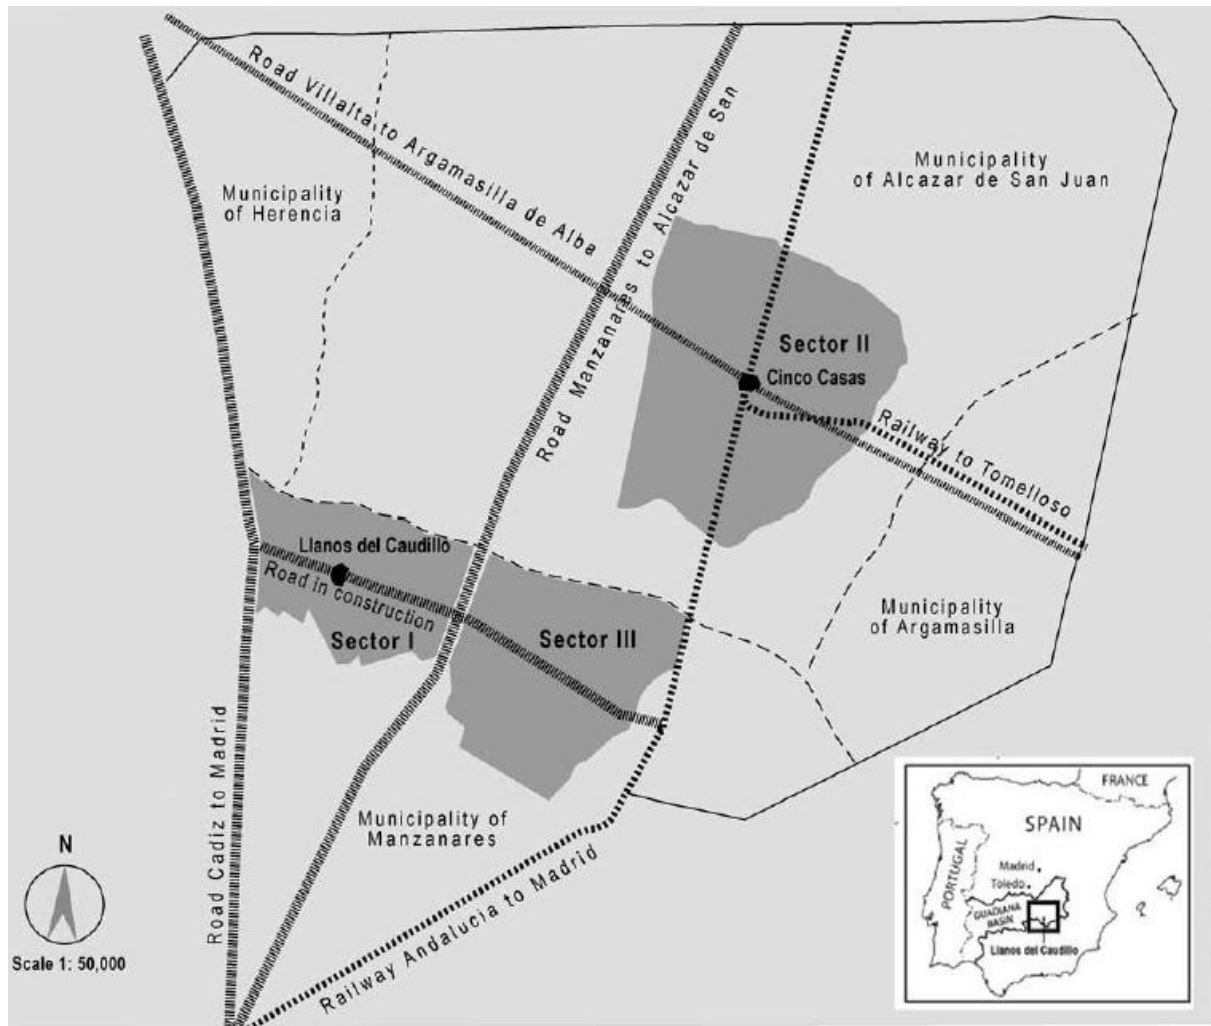 Road Villalta to Argamasilla de Alba
Road Manzanares to Alcazar de San
Municipality
of Alcazar de San Juan
Municipality
of Herencia
Sector II
Cinco Casas
Railway to Tomelloso
Llanos del Caudillo
Road in construction
Sector I
Sector III
Municipality
of Argamasilla
Road Cadiz to Madrid
Municipality of
Manzanares
Railway Andalucia to Madrid
N
Scale 1: 50,000
FRANCE
SPAIN
PORTUGAL
Madrid
Toledo
GUADIANA
BASIN
Llanos del Caudillo